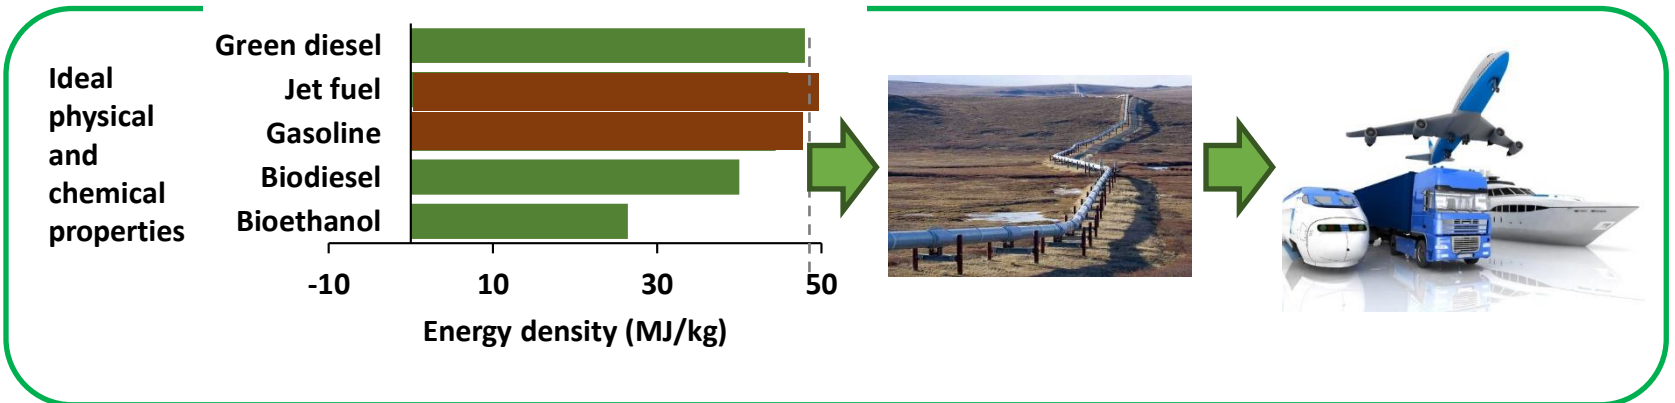 Ideal
physical
and
chemical
properties
Green diesel
Jet fuel
Gasoline
Biodiesel
Bioethanol
-10 10 30 50
Energy density (MJ/kg)